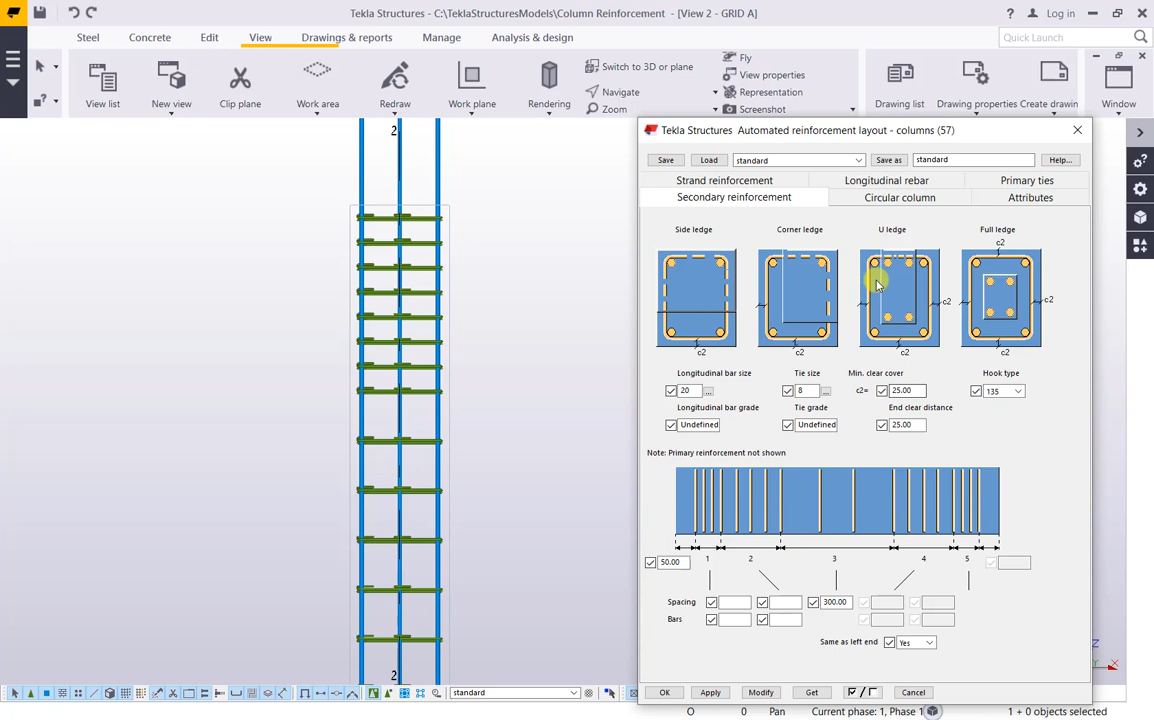 Tekla Structures - C:\TeklaStructuresModels\Column Reinforcement - [View 2 - GRID A]
? Log in
Steel Concrete Edit View Drawings & reports Manage Analysis & design
Quick Launch
View list New view Clip plane Work area Redraw Work plane Rendering
Switch to 3D or plane
Navigate
Zoom
Fly
View properties
Representation
Screenshot
Drawing list Drawing properties Create drawin Window
2
2
Tekla Structures Automated reinforcement layout - columns (57)
Save Load standard Save as standard Help...
Strand reinforcement Longitudinal rebar Primary ties
Secondary reinforcement Circular column Attributes
Side ledge Corner ledge U ledge Full ledge
c2
c2 c2
c2 c2 c2 c2
Longitudinal bar size Tie size Min. clear cover Hook type
20 ... 8 ... c2= 25.00 135
Longitudinal bar grade Tie grade End clear distance
Undefined Undefined 25.00
Note: Primary reinforcement not shown
50.00 1 2 3 4 5
Spacing 300.00
Bars
Same as left end Yes
OK Apply Modify Get / Cancel
Z
X
standard
O 0 Pan Current phase: 1, Phase 1 1 + 0 objects selected